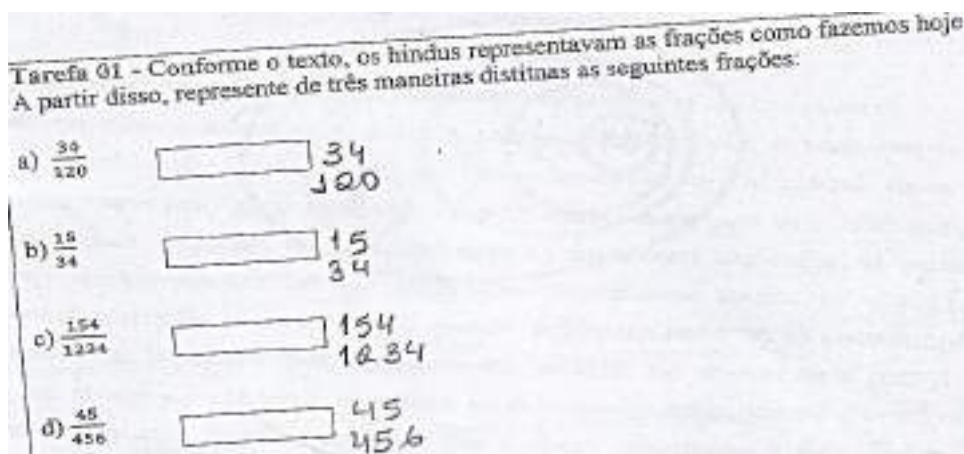 Tarefa 01 - Conforme o texto, os hindus representavam as frações como fazemos hoje
A partir disso, represente de três maneiras distitnas as seguintes frações:
a) 34/120 34
120
b) 15/34 15
34
c) 154/1234 154
1234
d) 45/456 45
456